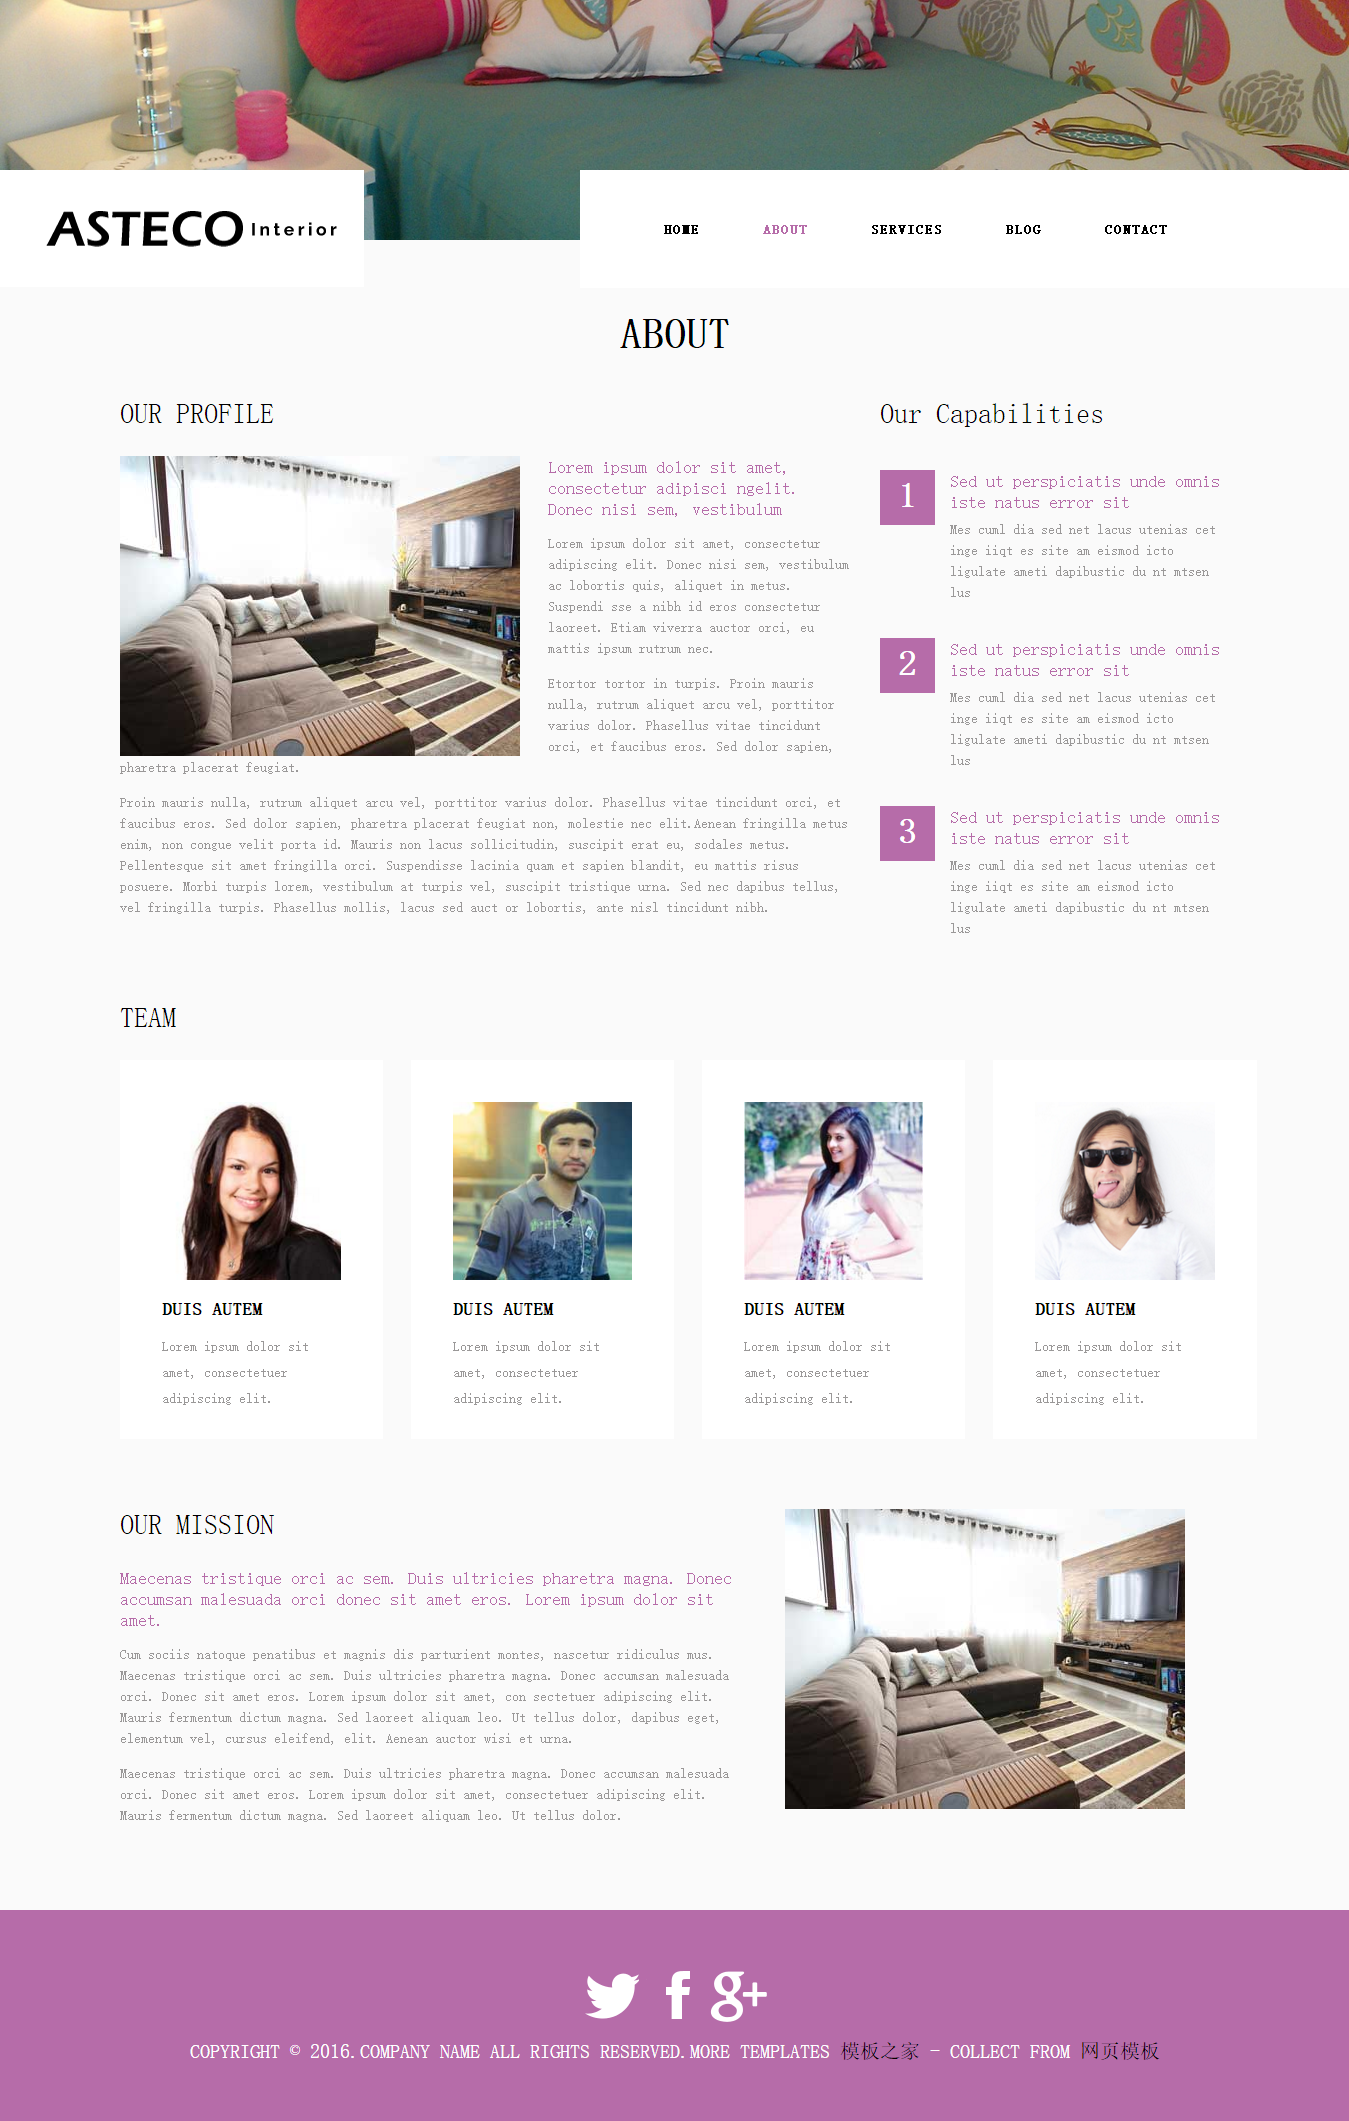 LOVE
ASTECO Interior
HOME ABOUT SERVICES BLOG CONTACT
ABOUT
OUR PROFILE
Lorem ipsum dolor sit amet,
consectetur adipisci ngelit.
Donec nisi sem, vestibulum
Lorem ipsum dolor sit amet, consectetur
adipiscing elit. Donec nisi sem, vestibulum
ac lobortis quis, aliquet in metus.
Suspendi sse a nibh id eros consectetur
laoreet. Etiam viverra auctor orci, eu
mattis ipsum rutrum nec.
Etortor tortor in turpis. Proin mauris
nulla, rutrum aliquet arcu vel, porttitor
varius dolor. Phasellus vitae tincidunt
orci, et faucibus eros. Sed dolor sapien,
pharetra placerat feugiat.
Proin mauris nulla, rutrum aliquet arcu vel, porttitor varius dolor. Phasellus vitae tincidunt orci, et
faucibus eros. Sed dolor sapien, pharetra placerat feugiat non, molestie nec elit.Aenean fringilla metus
enim, non congue velit porta id. Mauris non lacus sollicitudin, suscipit erat eu, sodales metus.
Pellentesque sit amet fringilla orci. Suspendisse lacinia quam et sapien blandit, eu mattis risus
posuere. Morbi turpis lorem, vestibulum at turpis vel, suscipit tristique urna. Sed nec dapibus tellus,
vel fringilla turpis. Phasellus mollis, lacus sed auct or lobortis, ante nisl tincidunt nibh.
Our Capabilities
1
Sed ut perspiciatis unde omnis
iste natus error sit
Mes cuml dia sed net lacus utenias cet
inge iiqt es site am eismod icto
ligulate ameti dapibustic du nt mtsen
lus
2
Sed ut perspiciatis unde omnis
iste natus error sit
Mes cuml dia sed net lacus utenias cet
inge iiqt es site am eismod icto
ligulate ameti dapibustic du nt mtsen
lus
3
Sed ut perspiciatis unde omnis
iste natus error sit
Mes cuml dia sed net lacus utenias cet
inge iiqt es site am eismod icto
ligulate ameti dapibustic du nt mtsen
lus
TEAM
DUIS AUTEM
Lorem ipsum dolor sit
amet, consectetuer
adipiscing elit.
DUIS AUTEM
Lorem ipsum dolor sit
amet, consectetuer
adipiscing elit.
DUIS AUTEM
Lorem ipsum dolor sit
amet, consectetuer
adipiscing elit.
DUIS AUTEM
Lorem ipsum dolor sit
amet, consectetuer
adipiscing elit.
OUR MISSION
Maecenas tristique orci ac sem. Duis ultricies pharetra magna. Donec
accumsan malesuada orci donec sit amet eros. Lorem ipsum dolor sit
amet.
Cum sociis natoque penatibus et magnis dis parturient montes, nascetur ridiculus mus.
Maecenas tristique orci ac sem. Duis ultricies pharetra magna. Donec accumsan malesuada
orci. Donec sit amet eros. Lorem ipsum dolor sit amet, con sectetuer adipiscing elit.
Mauris fermentum dictum magna. Sed laoreet aliquam leo. Ut tellus dolor, dapibus eget,
elementum vel, cursus eleifend, elit. Aenean auctor wisi et urna.
Maecenas tristique orci ac sem. Duis ultricies pharetra magna. Donec accumsan malesuada
orci. Donec sit amet eros. Lorem ipsum dolor sit amet, consectetuer adipiscing elit.
Mauris fermentum dictum magna. Sed laoreet aliquam leo. Ut tellus dolor.
COPYRIGHT © 2016.COMPANY NAME ALL RIGHTS RESERVED.MORE TEMPLATES 模板之家 - COLLECT FROM 网页模板